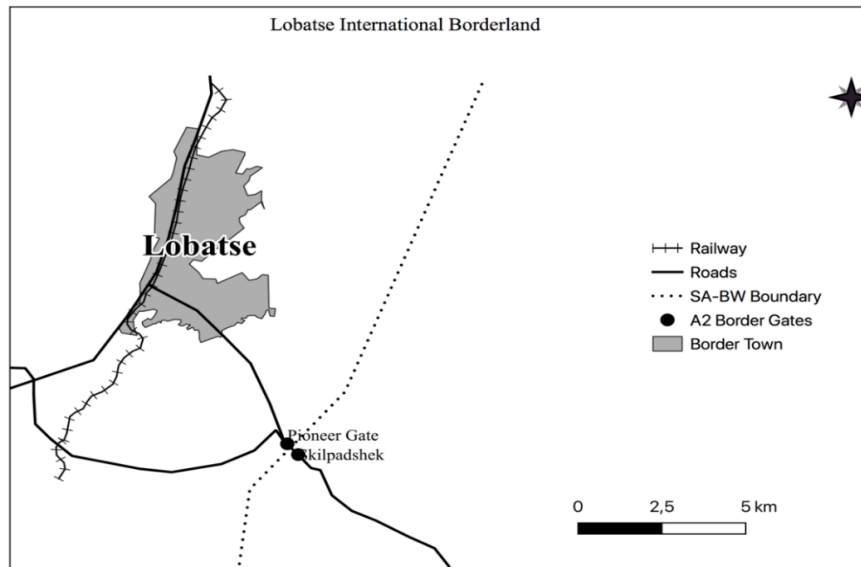 Lobatse International Borderland
Lobatse
Railway
Roads
SA-BW Boundary
A2 Border Gates
Border Town
Pioneer Gate
Skilpadshek
0 2,5 5 km